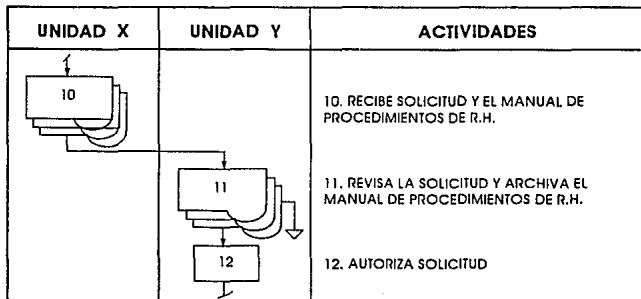 UNIDAD X
UNIDAD Y
ACTIVIDADES
10
10. RECIBE SOLICITUD Y EL MANUAL DE
PROCEDIMIENTOS DE R.H.
11
11. REVISA LA SOLICITUD Y ARCHIVA EL
MANUAL DE PROCEDIMIENTOS DE R.H.
12
12. AUTORIZA SOLICITUD